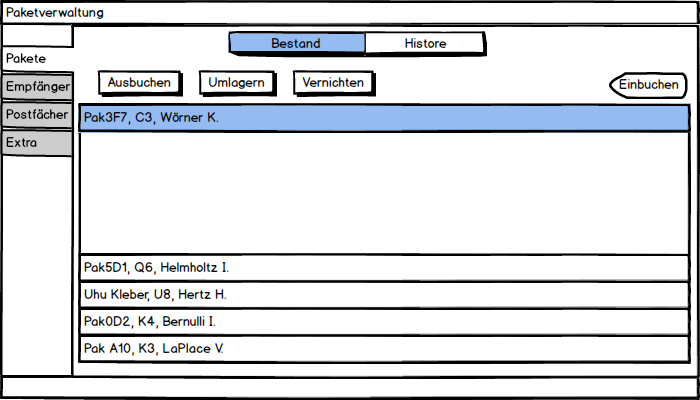 Paketverwaltung
Bestand
Histore
Pakete
Empfänger
Postfächer
Extra
Ausbuchen
Umlagern
Vernichten
Einbuchen
Pak3F7, C3, Wörner K.
Pak5D1, Q6, Helmholtz I.
Uhu Kleber, U8, Hertz H.
Pak0D2, K4, Bernulli I.
Pak A10, K3, LaPlace V.